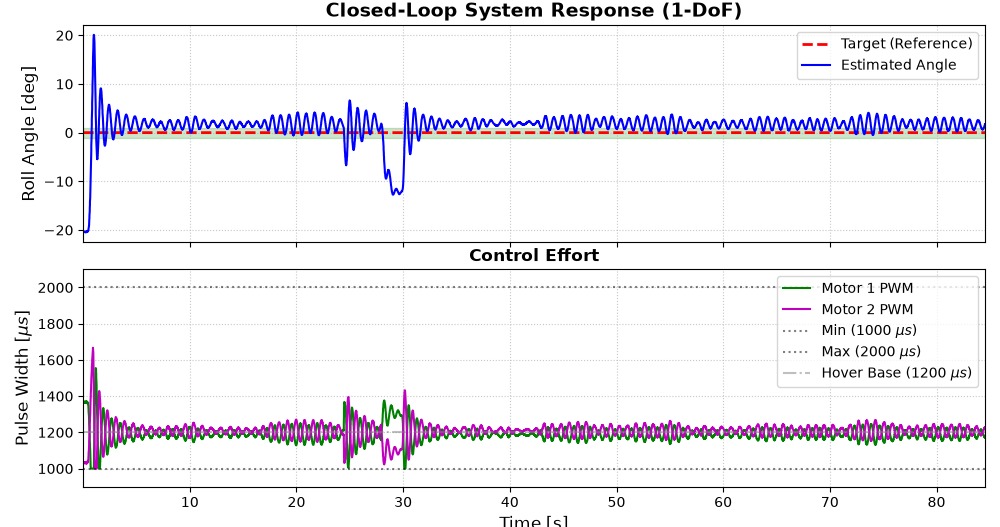 Closed-Loop System Response (1-DoF)
20
10
0
−10
−20
Roll Angle [deg]
Target (Reference)
Estimated Angle
Control Effort
2000
1800
1600
1400
1200
1000
Pulse Width [μs]
Motor 1 PWM
Motor 2 PWM
Min (1000 μs)
Max (2000 μs)
Hover Base (1200 μs)
10 20 30 40 50 60 70 80
Time [s]